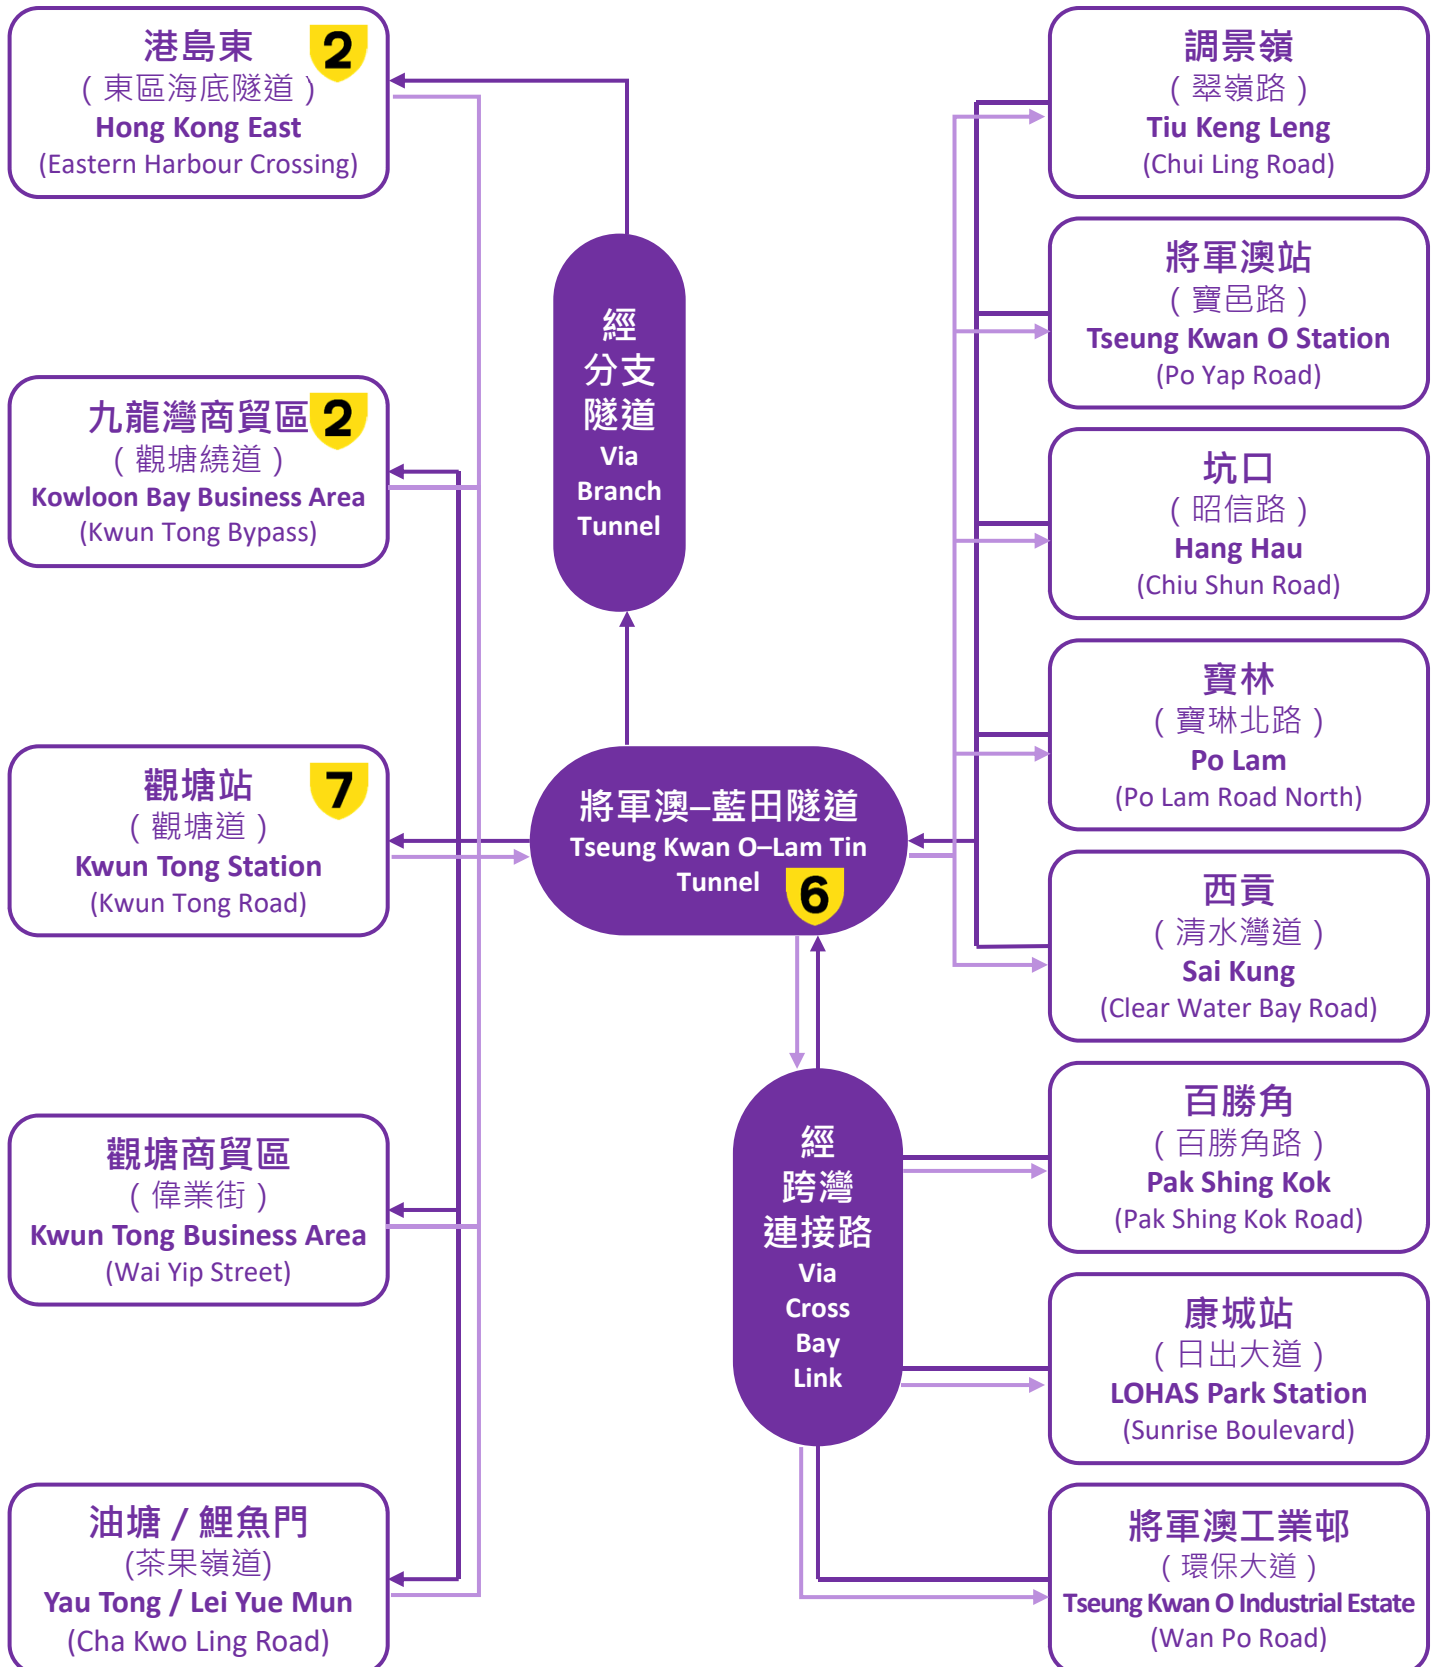 港島東
2
（東區海底隧道）
Hong Kong East
(Eastern Harbour Crossing)
九龍灣商貿區
2
（觀塘繞道）
Kowloon Bay Business Area
(Kwun Tong Bypass)
觀塘站
7
（觀塘道）
Kwun Tong Station
(Kwun Tong Road)
觀塘商貿區
（偉業街）
Kwun Tong Business Area
(Wai Yip Street)
油塘 / 鯉魚門
(茶果嶺道)
Yau Tong / Lei Yue Mun
(Cha Kwo Ling Road)
經
分支
隧道
Via
Branch
Tunnel
將軍澳–藍田隧道
Tseung Kwan O–Lam Tin
Tunnel
6
經
跨灣
連接路
Via
Cross
Bay
Link
調景嶺
（翠嶺路）
Tiu Keng Leng
(Chui Ling Road)
將軍澳站
（寶邑路）
Tseung Kwan O Station
(Po Yap Road)
坑口
（昭信路）
Hang Hau
(Chiu Shun Road)
寶林
（寶琳北路）
Po Lam
(Po Lam Road North)
西貢
（清水灣道）
Sai Kung
(Clear Water Bay Road)
百勝角
（百勝角路）
Pak Shing Kok
(Pak Shing Kok Road)
康城站
（日出大道）
LOHAS Park Station
(Sunrise Boulevard)
將軍澳工業邨
（環保大道）
Tseung Kwan O Industrial Estate
(Wan Po Road)